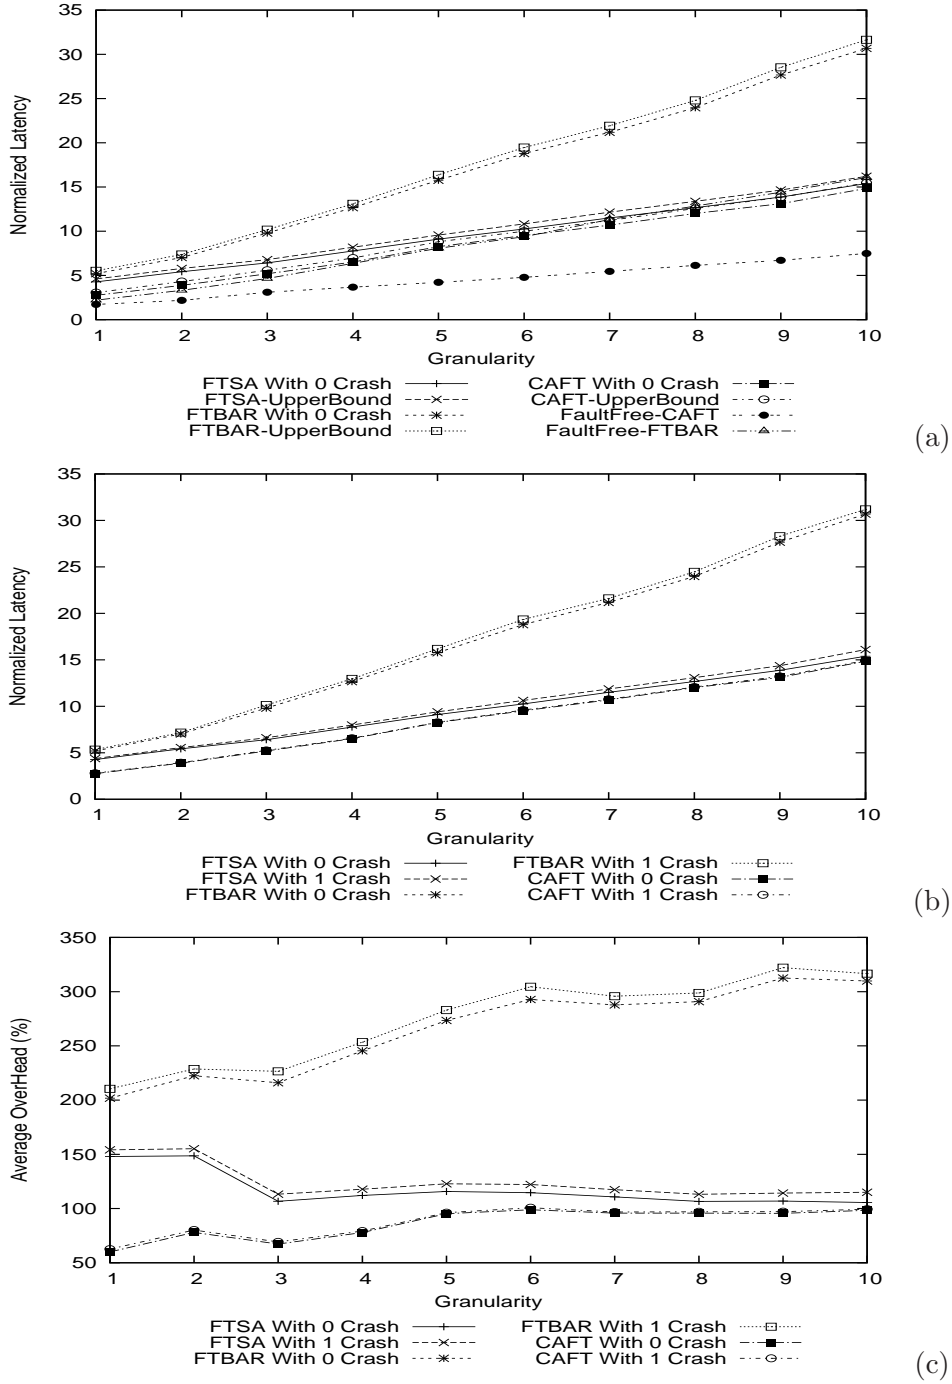 35
30
25
20
15
10
5
0
Normalized Latency
1 2 3 4 5 6 7 8 9 10
Granularity
FTSA With 0 Crash CAFT With 0 Crash
FTSA-UpperBound CAFT-UpperBound
FTBAR With 0 Crash FaultFree-CAFT
FTBAR-UpperBound FaultFree-FTBAR
(a)
35
30
25
20
15
10
5
0
Normalized Latency
1 2 3 4 5 6 7 8 9 10
Granularity
FTSA With 0 Crash FTBAR With 1 Crash
FTSA With 1 Crash CAFT With 0 Crash
FTBAR With 0 Crash CAFT With 1 Crash
(b)
350
300
250
200
150
100
50
Average OverHead (%)
1 2 3 4 5 6 7 8 9 10
Granularity
FTSA With 0 Crash FTBAR With 1 Crash
FTSA With 1 Crash CAFT With 0 Crash
FTBAR With 0 Crash CAFT With 1 Crash
(c)